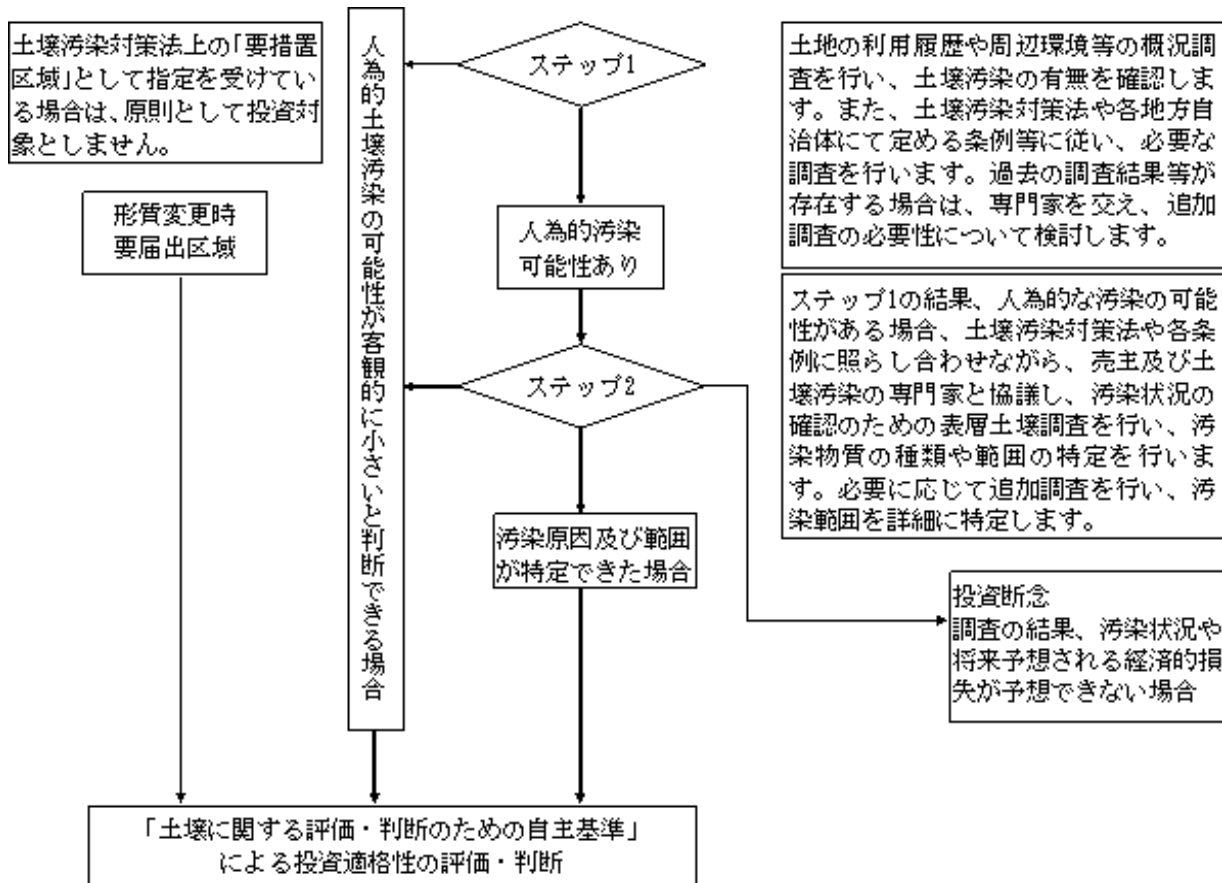 土壌汚染対策法上の「要措置
区域」として指定を受けてい
る場合は、原則として投資対
象としません。
形質変更時
要届出区域
人為的土壌汚染の可能性が客観的に小さいと判断できる場合
ステップ1
人為的汚染
可能性あり
ステップ2
汚染原因及び範囲
が特定できた場合
土地の利用履歴や周辺環境等の概況調
査を行い、土壌汚染の有無を確認しま
す。また、土壌汚染対策法や各地方自
治体にて定める条例等に従い、必要な
調査を行います。過去の調査結果等が
存在する場合は、専門家を交え、追加
調査の必要性について検討します。
ステップ1の結果、人為的な汚染の可能
性がある場合、土壌汚染対策法や各条
例に照らし合わせながら、売主及び土
壌汚染の専門家と協議し、汚染状況の
確認のための表層土壌調査を行い、汚
染物質の種類や範囲の特定を行いま
す。必要に応じて追加調査を行い、汚
染範囲を詳細に特定します。
投資断念
調査の結果、汚染状況や
将来予想される経済的損
失が予想できない場合
「土壌に関する評価・判断のための自主基準」
による投資適格性の評価・判断